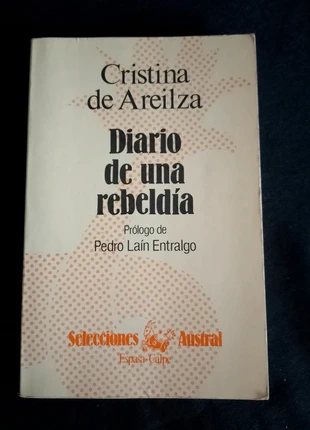 Cristina
de Areilza
Diario
de una
rebeldía
Prólogo de
Pedro Laín Entralgo
Selecciones Austral
Espasa-Calpe